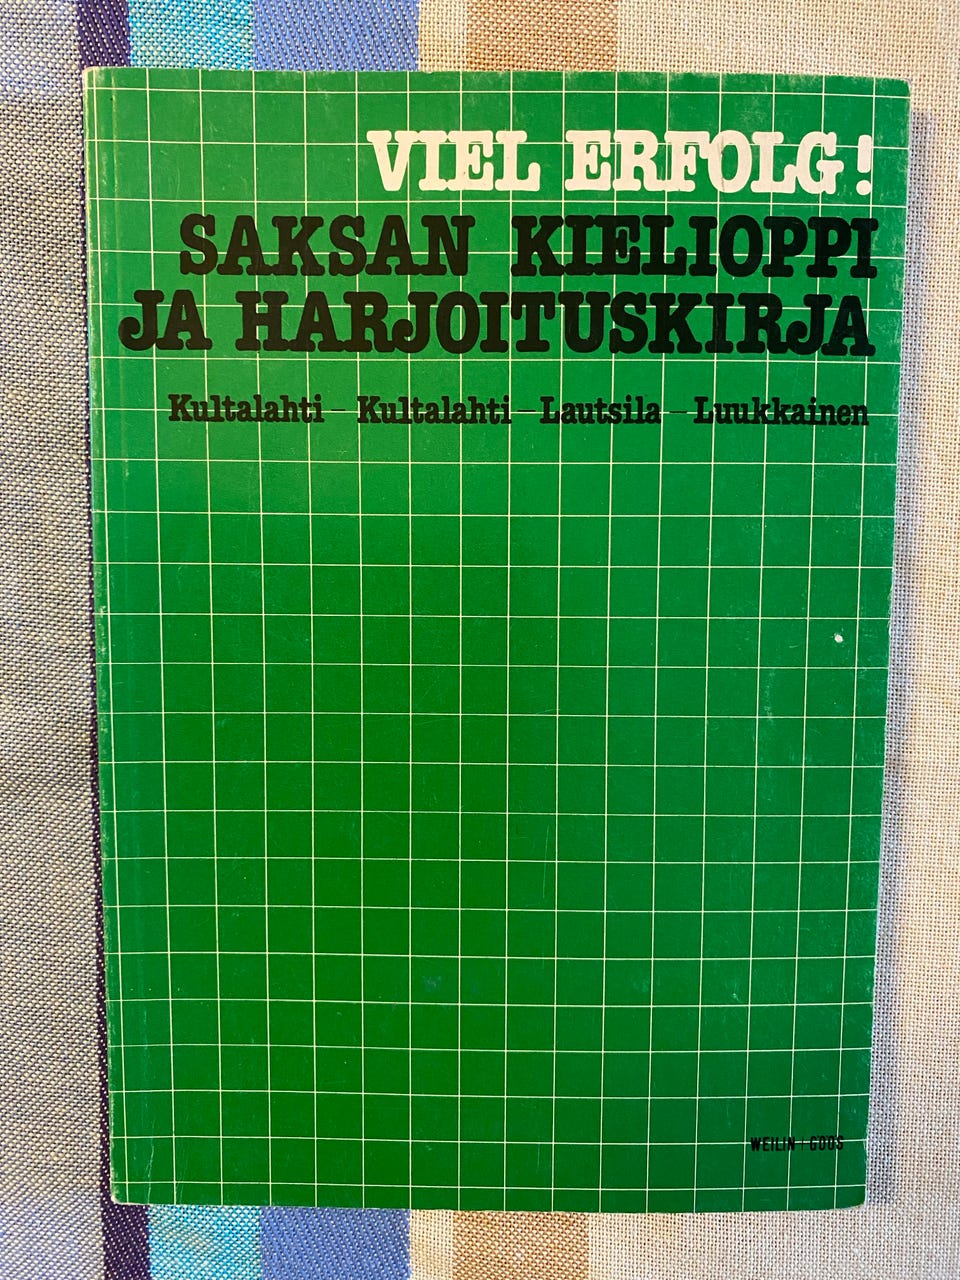 VIEL ERFOLG!
SAKSAN KIELIOPPI
JA HARJOITUSKIRJA
Kultalahti – Kultalahti – Lautsila – Luukkainen
WEILIN+GÖÖS